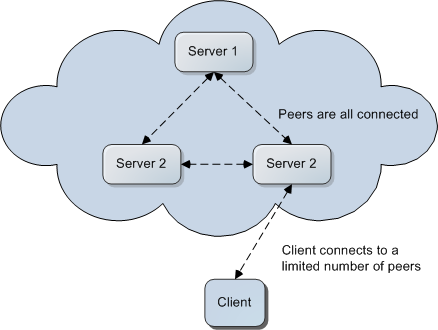 Server 1
Peers are all connected
Server 2
Server 2
Client connects to a
limited number of peers
Client